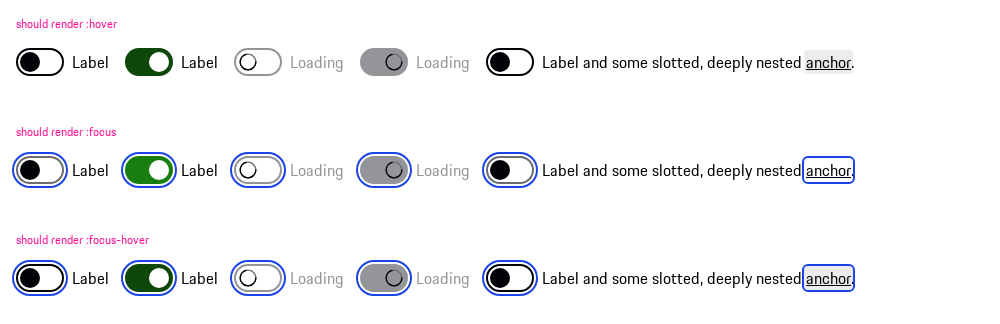 should render :hover
Label Label Loading Loading Label and some slotted, deeply nested anchor.
should render :focus
Label Label Loading Loading Label and some slotted, deeply nested anchor.
should render :focus-hover
Label Label Loading Loading Label and some slotted, deeply nested anchor.